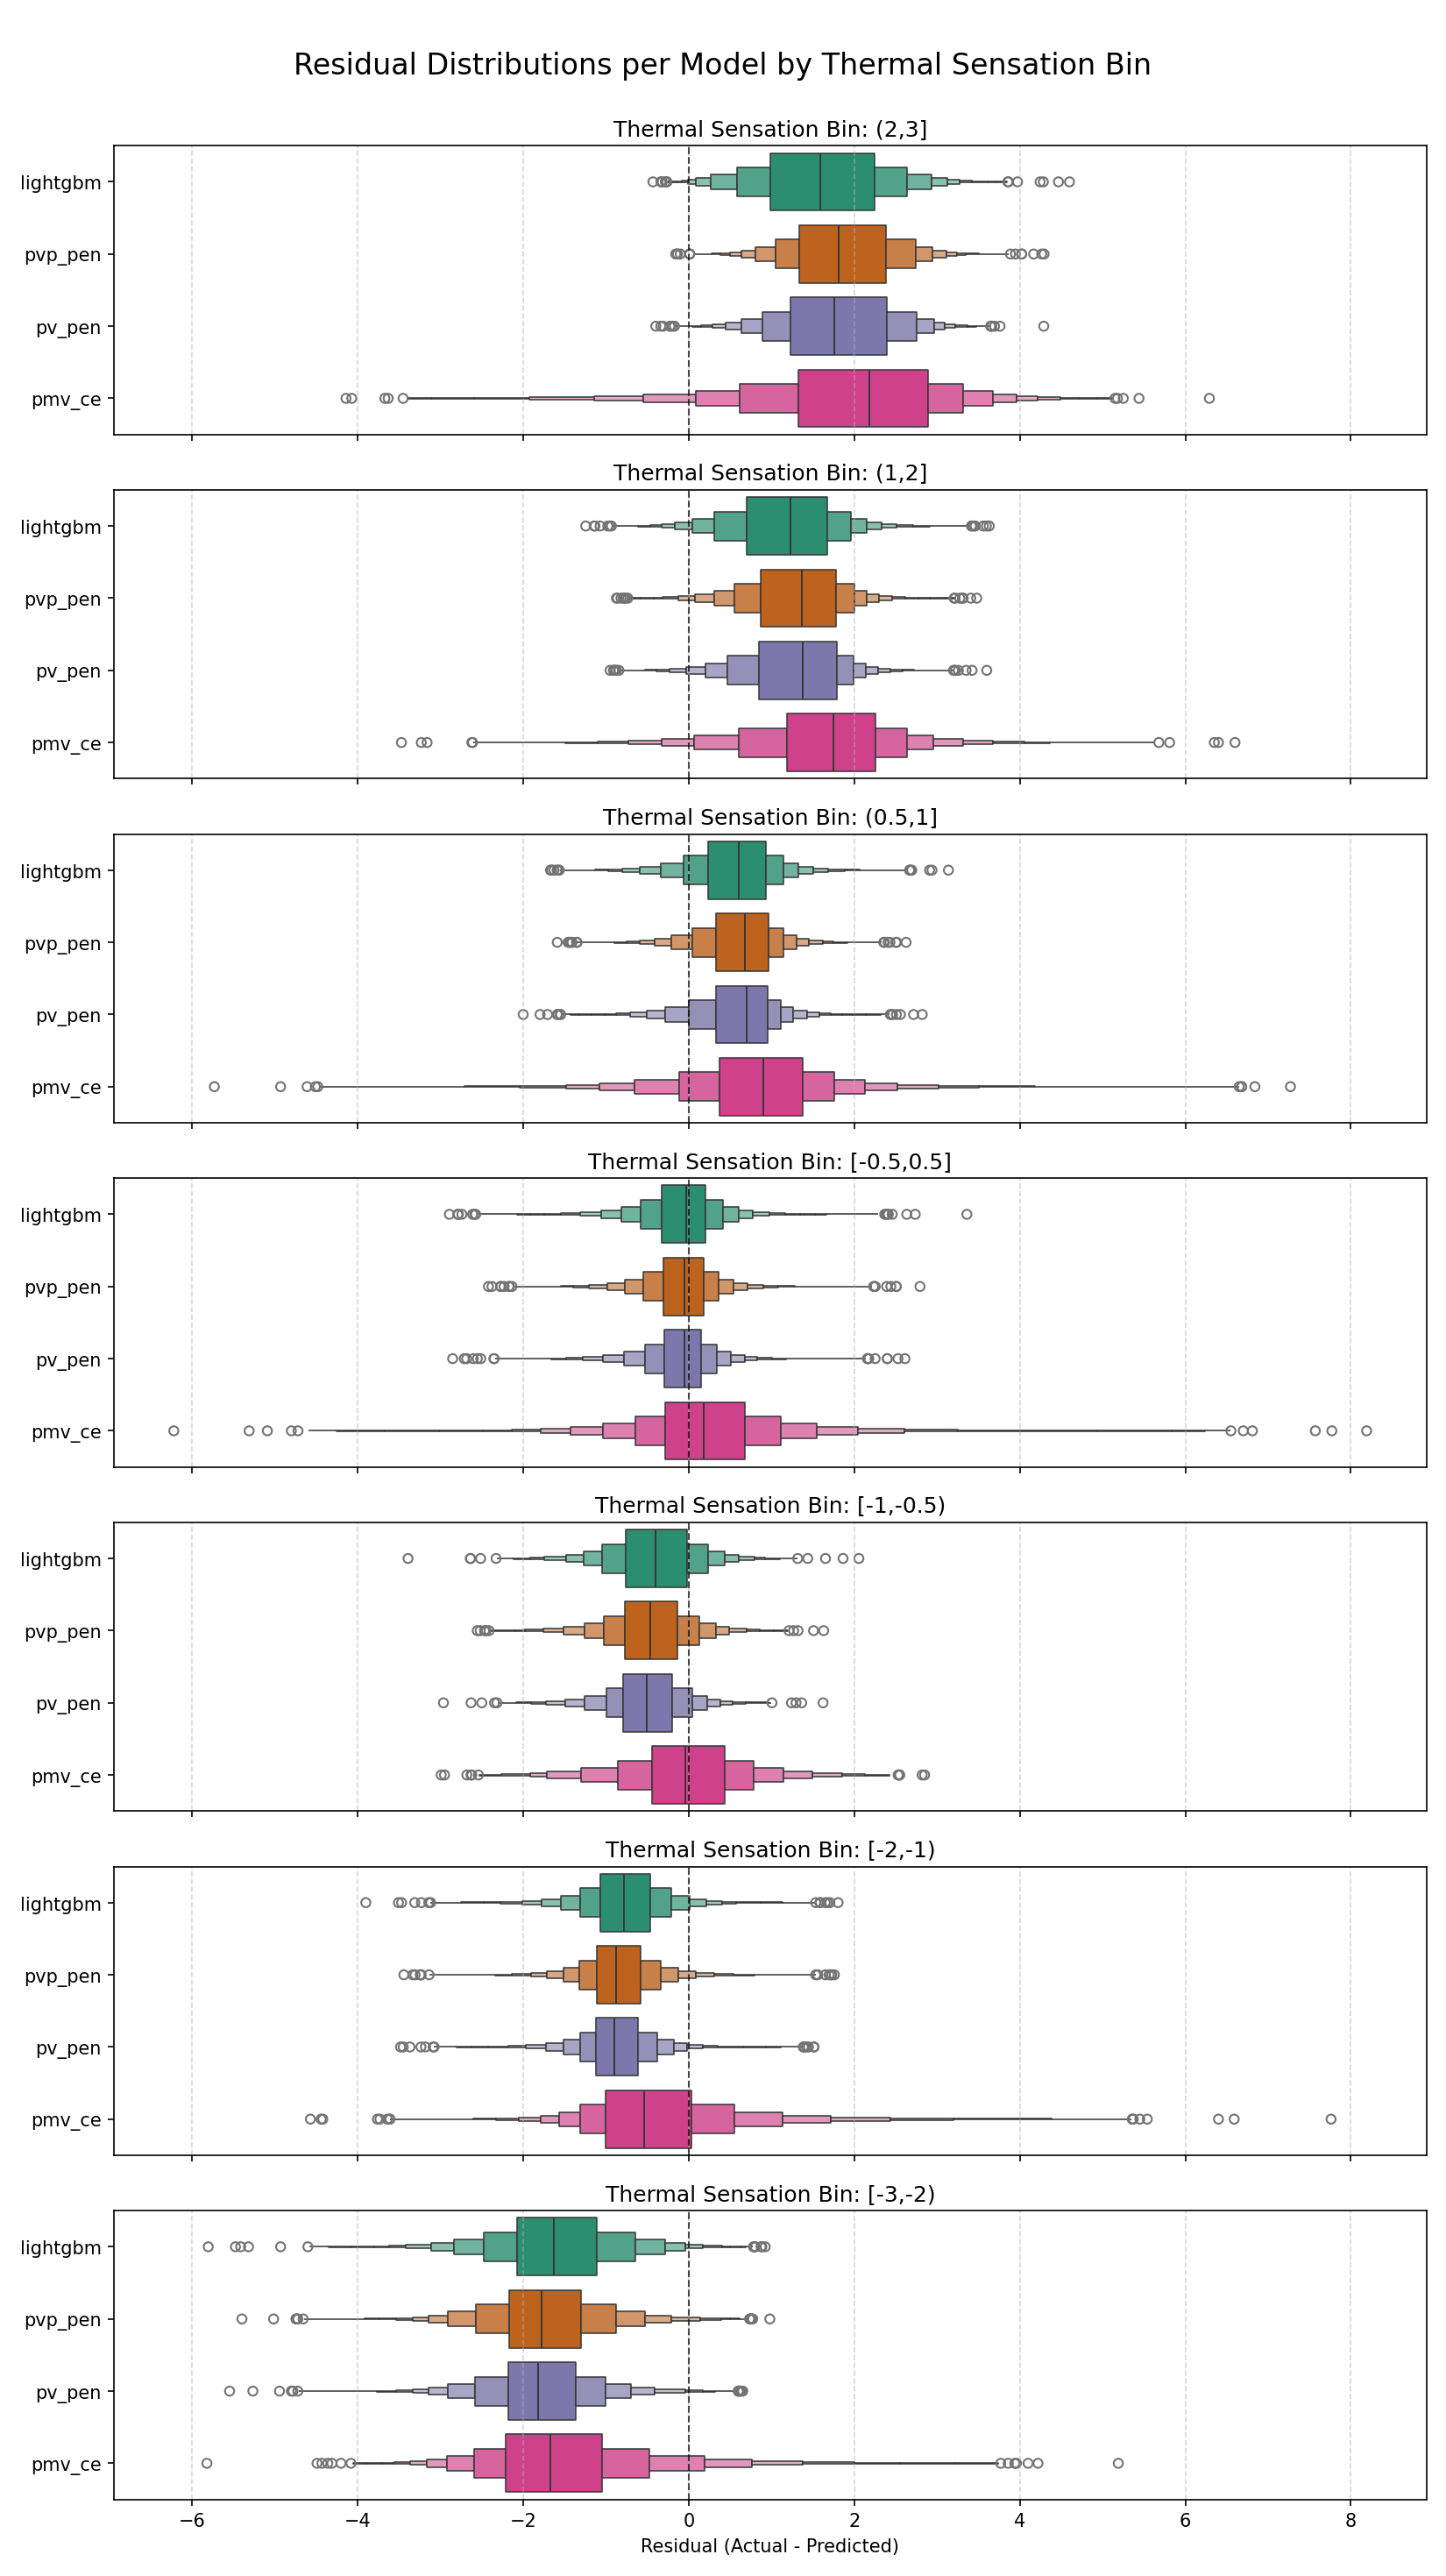 Residual Distributions per Model by Thermal Sensation Bin
Thermal Sensation Bin: (2,3]
lightgbm
pvp_pen
pv_pen
pmv_ce
Thermal Sensation Bin: (1,2]
lightgbm
pvp_pen
pv_pen
pmv_ce
Thermal Sensation Bin: (0.5,1]
lightgbm
pvp_pen
pv_pen
pmv_ce
Thermal Sensation Bin: [-0.5,0.5]
lightgbm
pvp_pen
pv_pen
pmv_ce
Thermal Sensation Bin: [-1,-0.5)
lightgbm
pvp_pen
pv_pen
pmv_ce
Thermal Sensation Bin: [-2,-1)
lightgbm
pvp_pen
pv_pen
pmv_ce
Thermal Sensation Bin: [-3,-2)
lightgbm
pvp_pen
pv_pen
pmv_ce
−6 −4 −2 0 2 4 6 8
Residual (Actual - Predicted)